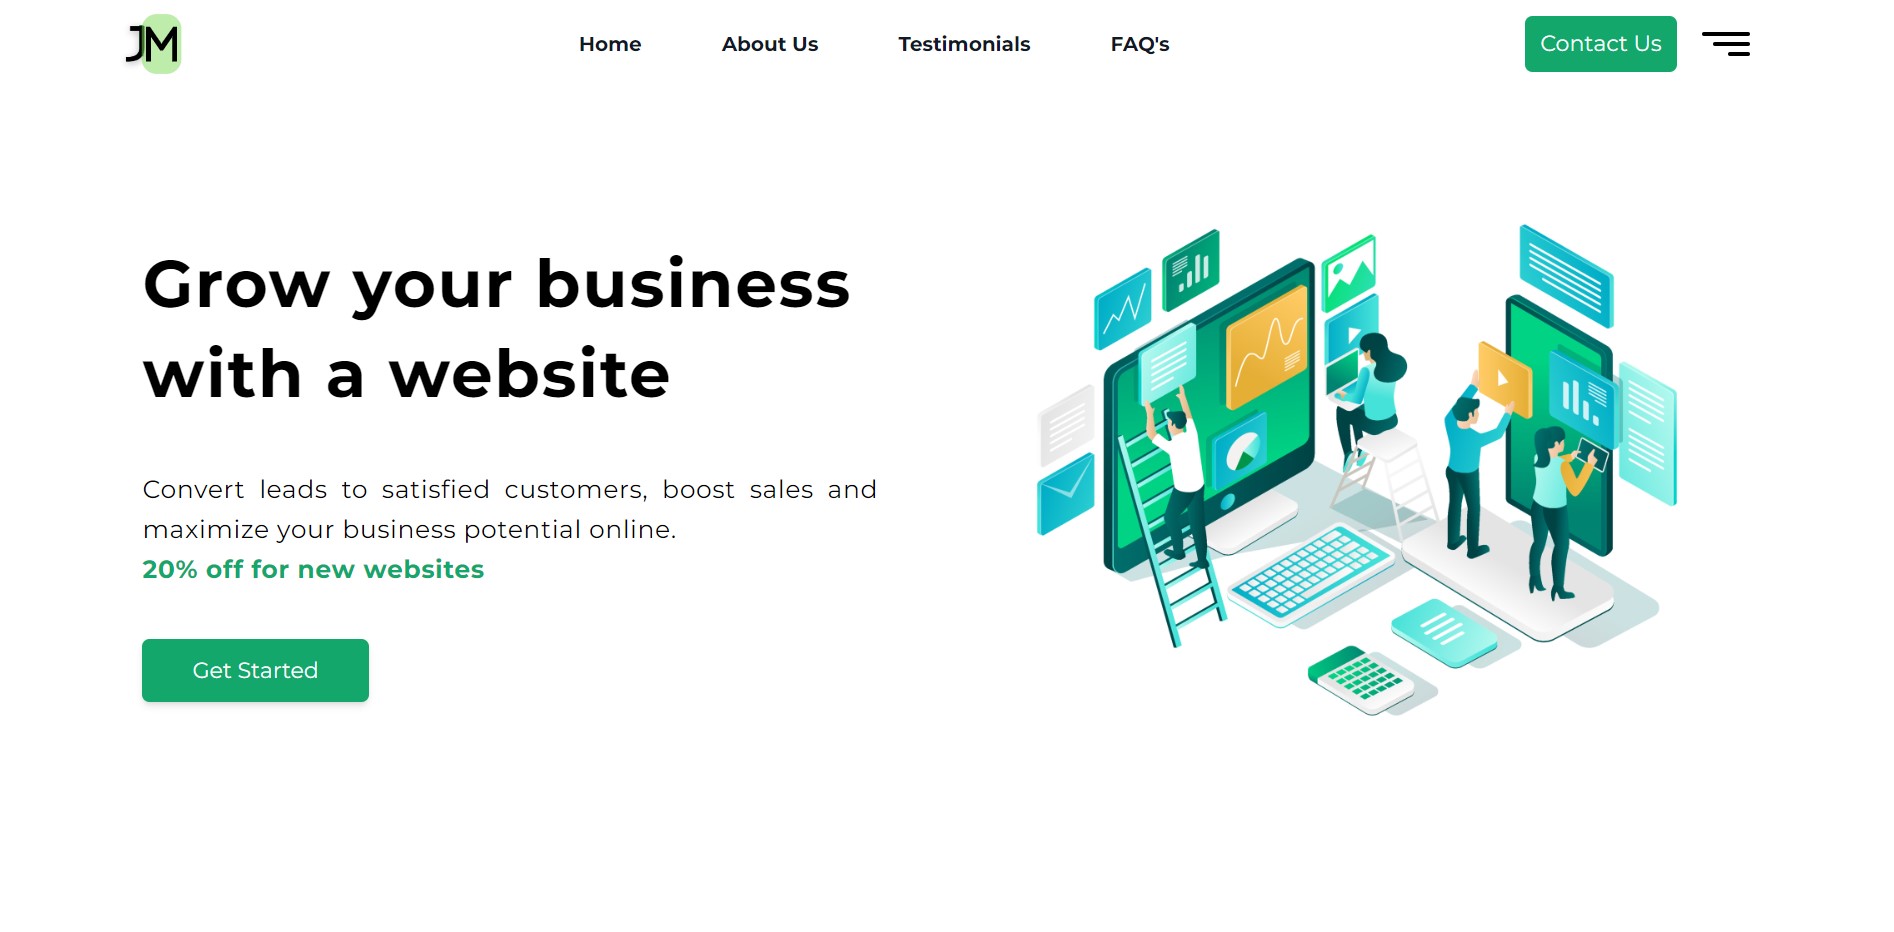 JM
Home
About Us
Testimonials
FAQ's
Contact Us
Grow your business
with a website
Convert leads to satisfied customers, boost sales and
maximize your business potential online.
20% off for new websites
Get Started